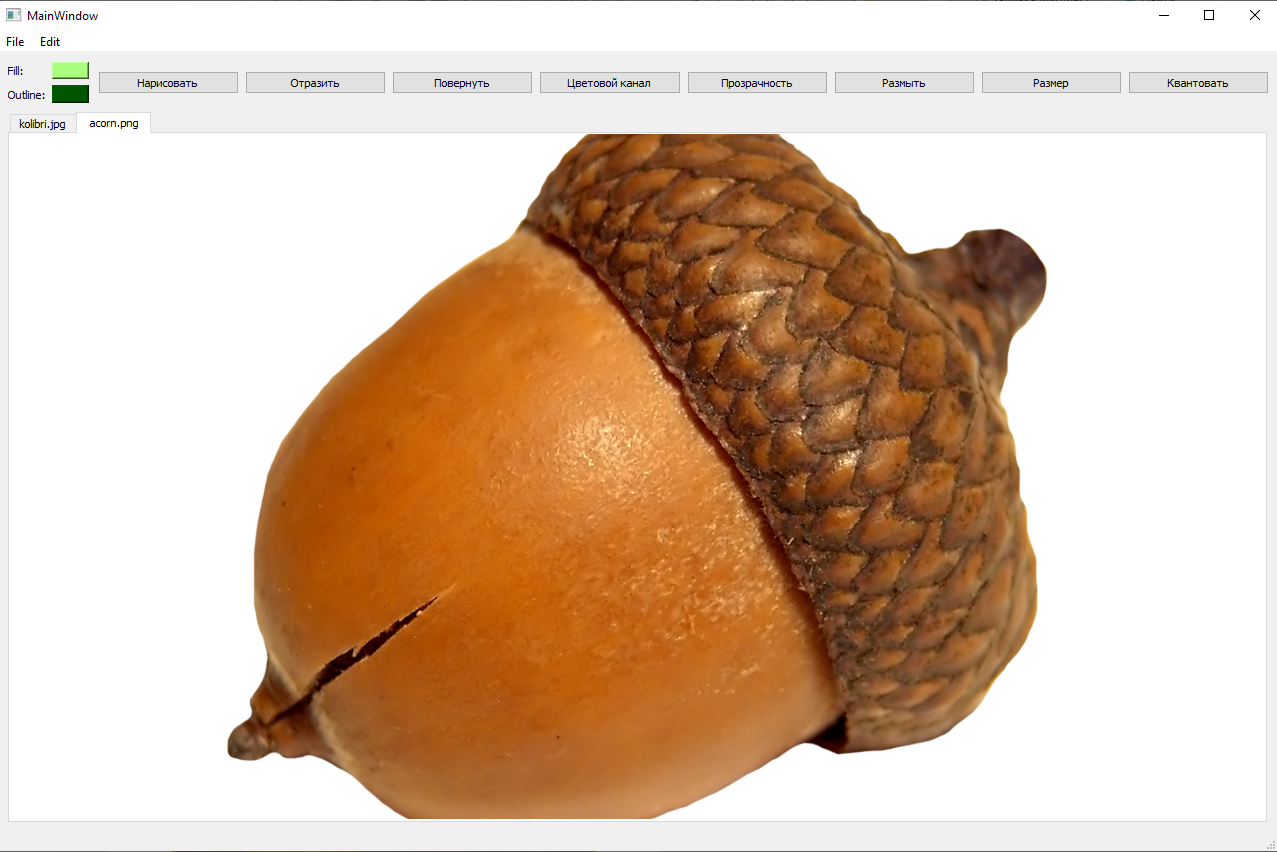 MainWindow
File Edit
Fill:
Outline:
Нарисовать Отразить Повернуть Цветовой канал Прозрачность Размыть Размер Квантовать
kolibri.jpg acorn.png